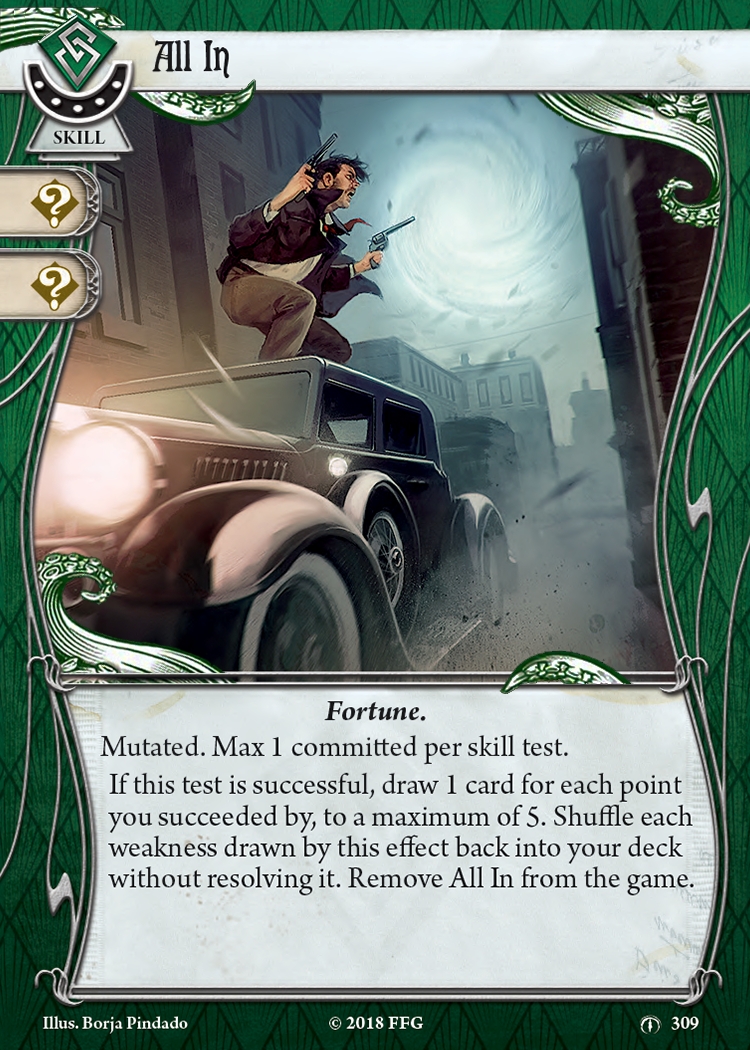 All In
SKILL
?
?
Fortune.
Mutated. Max 1 committed per skill test.
If this test is successful, draw 1 card for each point
you succeeded by, to a maximum of 5. Shuffle each
weakness drawn by this effect back into your deck
without resolving it. Remove All In from the game.
Illus. Borja Pindado
© 2018 FFG
309